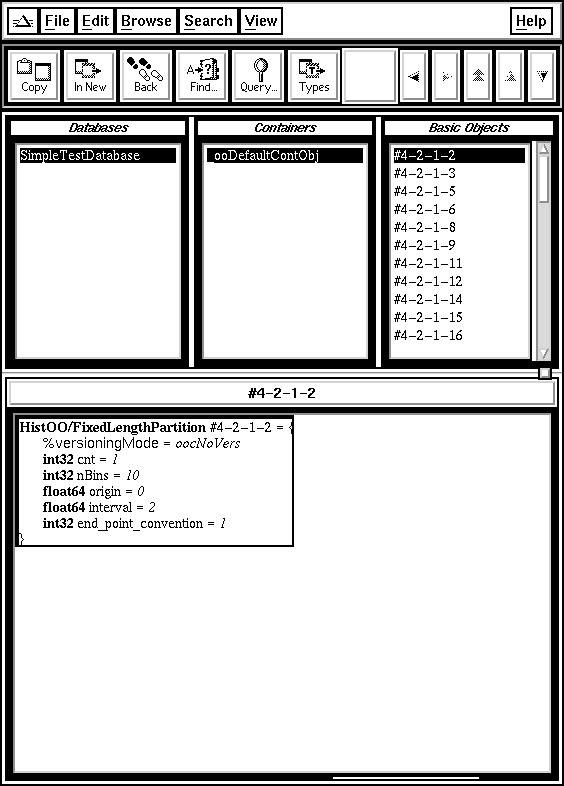 File Edit Browse Search View Help
Copy In New Back Find... Query... Types
Databases Containers Basic Objects
SimpleTestDatabase
_ooDefaultContObj
#4-2-1-2
#4-2-1-3
#4-2-1-5
#4-2-1-6
#4-2-1-8
#4-2-1-9
#4-2-1-11
#4-2-1-12
#4-2-1-14
#4-2-1-15
#4-2-1-16
#4-2-1-2
HistOO/FixedLengthPartition #4-2-1-2 = {
%versioningMode = oocNoVers
int32 cnt = 1
int32 nBins = 10
float64 origin = 0
float64 interval = 2
int32 end_point_convention = 1
}